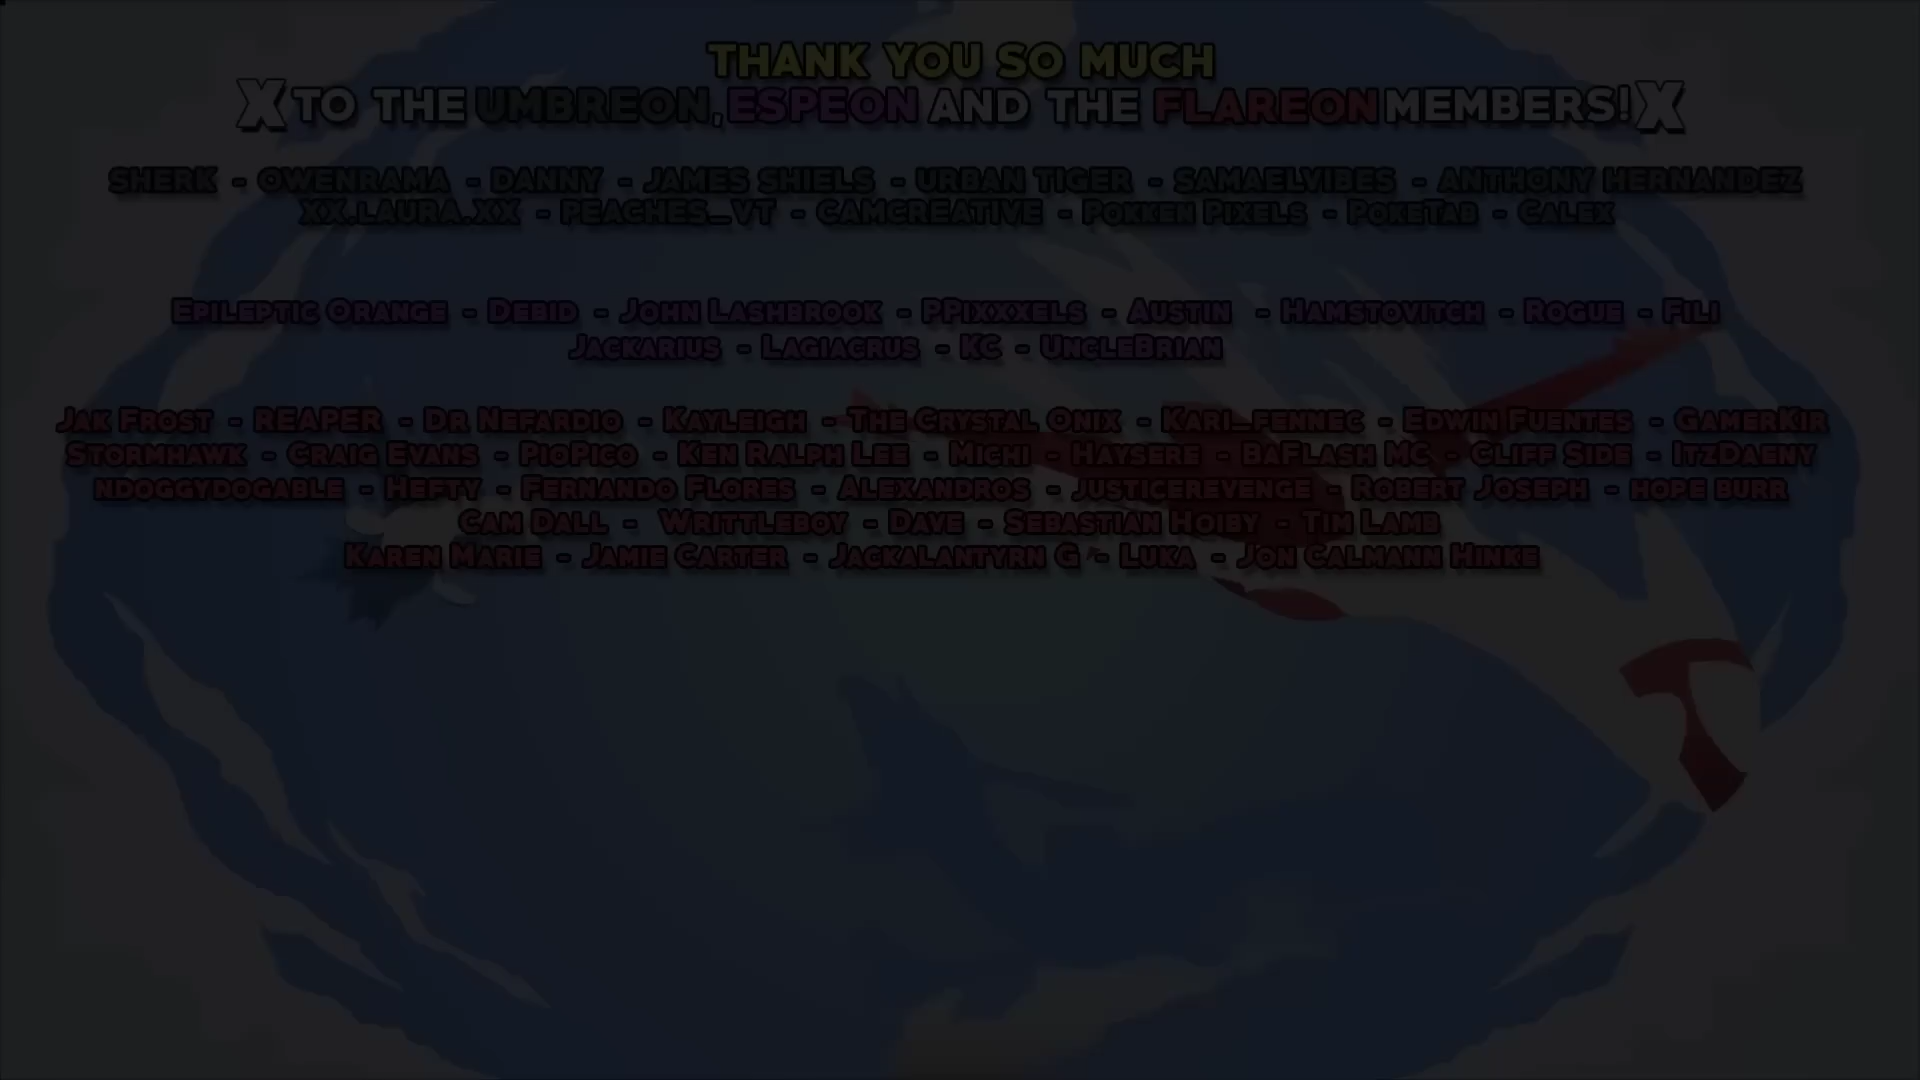 THANK YOU SO MUCH
X TO THE UMBREON, ESPEON AND THE FLAREON MEMBERS! X
SHERK - OWENRAMA - DANNY - JAMES SHIELS - URBAN TIGER - SAMAELVIBES - ANTHONY HERNANDEZ
XX.LAURA.XX - PEACHES_VT - CAMCREATIVE - POKKEN PIXELS - POKETAB - CALEX
EPILEPTIC ORANGE - DEBID - JOHN LASHBROOK - PPIXXXELS - AUSTIN - HAMSTOVITCH - ROGUE - FILI
JACKARIUS - LAGIACRUS - KC - UNCLEBRIAN
JAK FROST - REAPER - DR NEFARDIO - KAYLEIGH - THE CRYSTAL ONIX - KARI_FENNEC - EDWIN FUENTES - GAMERKIR
STORMHAWK - CRAIG EVANS - PIOPICO - KEN RALPH LEE - MICHI - HAYSERE - BAFLASH MC - CLIFF SIDE - ITZDAENY
NDOGGYDOGABLE - HEFTY - FERNANDO FLORES - ALEXANDROS - JUSTICEREVENGE - ROBERT JOSEPH - HOPE BURR
CAM DALL - WRITTLEBOY - DAVE - SEBASTIAN HOIBY - TIM LAMB
KAREN MARIE - JAMIE CARTER - JACKALANTYRN G - LUKA - JON CALMANN HINKE